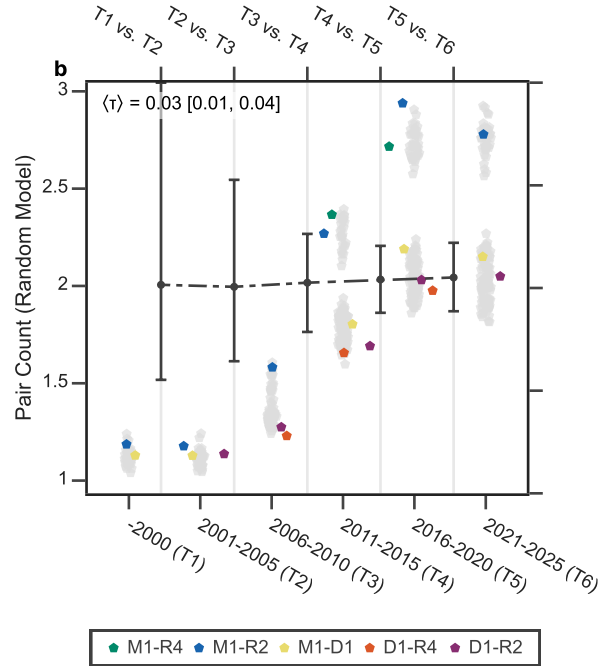 T1 vs. T2
T2 vs. T3
T3 vs. T4
T4 vs. T5
T5 vs. T6
b
⟨τ⟩ = 0.03 [0.01, 0.04]
Pair Count (Random Model)
3
2.5
2
1.5
1
-2000 (T1)
2001-2005 (T2)
2006-2010 (T3)
2011-2015 (T4)
2016-2020 (T5)
2021-2025 (T6)
M1-R4 M1-R2 M1-D1 D1-R4 D1-R2